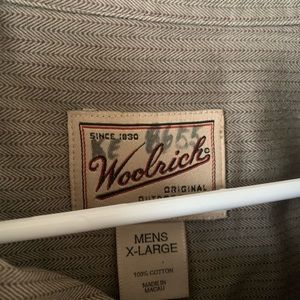 SINCE 1830
Woolrich
ORIGINAL
MENS
X-LARGE
100% COTTON
MADE IN
MACAU